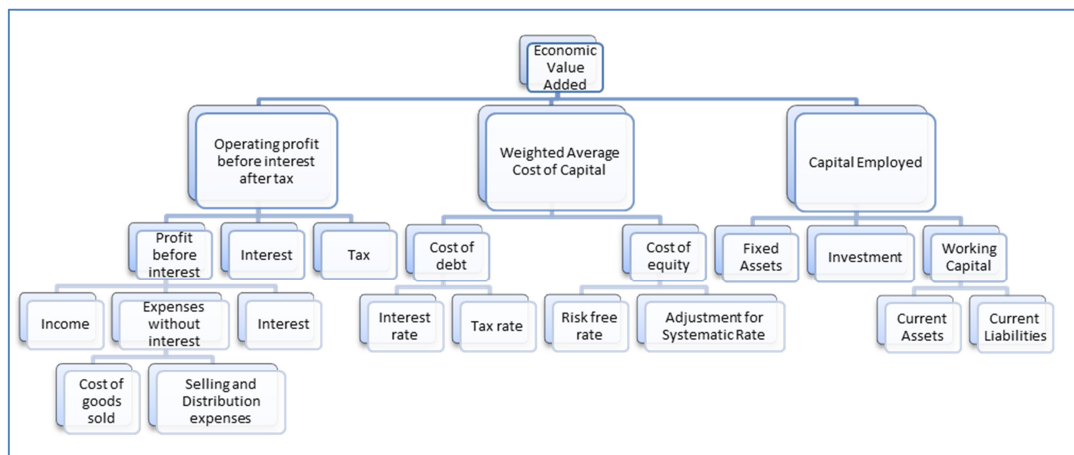 Economic
Value
Added
Operating profit
before interest
after tax
Weighted Average
Cost of Capital
Capital Employed
Profit
before
interest
Interest
Tax
Cost of
debt
Cost of
equity
Fixed
Assets
Investment
Working
Capital
Income
Expenses
without
interest
Interest
Interest
rate
Tax rate
Risk free
rate
Adjustment for
Systematic Rate
Current
Assets
Current
Liabilities
Cost of
goods
sold
Selling and
Distribution
expenses